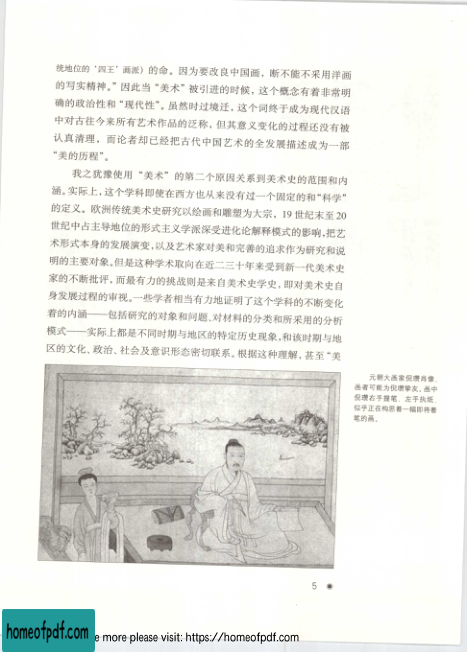 统地位的‘四王’画派）的命。因为要改良中国画，断不能不采用洋画
的写实精神。”因此当“美术”被引进的时候，这个概念有着非常明
确的政治性和“现代性”。虽然时过境迁，这个词终于成为现代汉语
中对古往今来所有艺术作品的泛称，但其意义变化的过程还没有被
认真清理，而论者却已经把古代中国艺术的全发展描述成为一部
“美的历程”。
我之犹豫使用“美术”的第二个原因关系到美术史的范围和内
涵。实际上，这个学科即使在西方也从来没有过一个固定的和“科学”
的定义。欧洲传统美术史研究以绘画和雕塑为大宗，19世纪末至20
世纪中占主导地位的形式主义学派深受进化论解释模式的影响，把艺
术形式本身的发展演变，以及艺术家对美和完善的追求作为研究和说
明的主要对象。但是这种学术取向在近二三十年来受到新一代美术史
家的不断批评，而最有力的挑战则是来自美术史学史，即对美术史自
身发展过程的审视。一些学者相当有力地证明了这个学科的不断变化
着的内涵——包括研究的对象和问题，对材料的分类和所采用的分析
模式——实际上都是不同时期与地区的特定历史现象，和该时期与地
区的文化、政治、社会及意识形态密切联系。根据这种理解，甚至“美
元朝大画家倪瓒肖像，
画者可能为倪瓒挚友。画中
倪瓒右手握笔，左手执纸，
似乎正在构思着一幅即将着
笔的画。
5
homeofpdf.com
e more please visit: https://homeofpdf.com